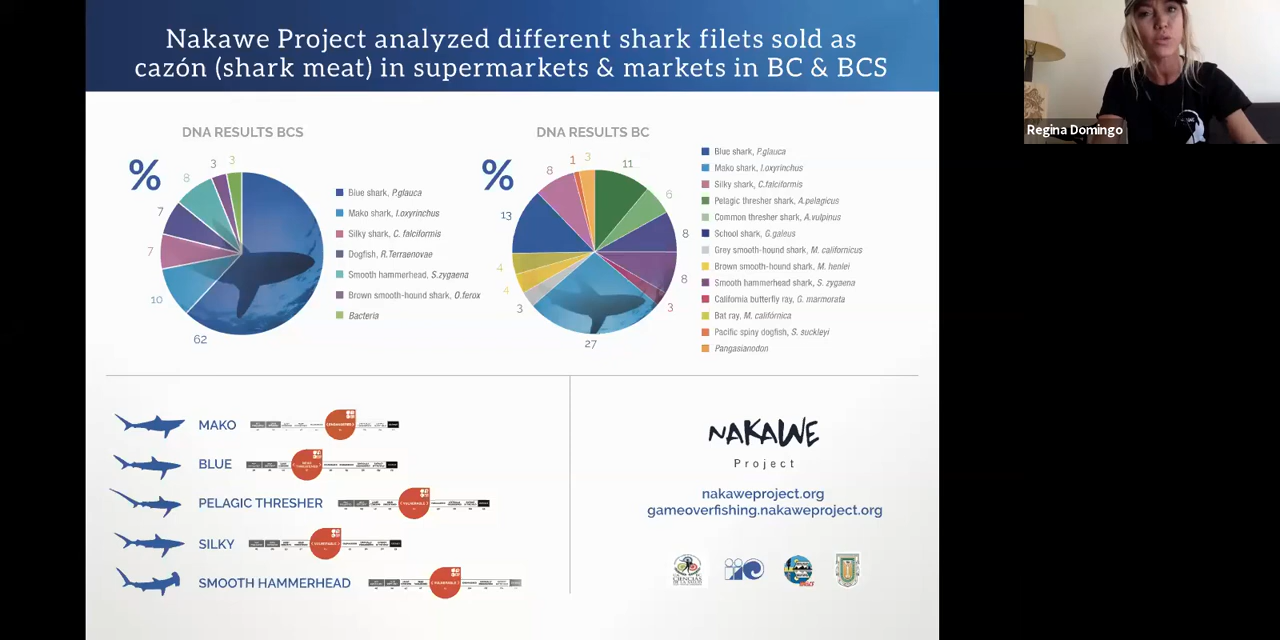 Nakawe Project analyzed different shark filets sold as
cazón (shark meat) in supermarkets & markets in BC & BCS
Regina Domingo
DNA RESULTS BCS
%
62
10
7
7
8
3
3
Blue shark, P.glauca
Mako shark, I.oxyrinchus
Silky shark, C. falciformis
Dogfish, R.Terraenovae
Smooth hammerhead, S.zygaena
Brown smooth-hound shark, O.ferox
Bacteria
DNA RESULTS BC
%
13
8
1
3
11
6
8
8
3
27
3
4
4
Blue shark, P.glauca
Mako shark, I.oxyrinchus
Silky shark, C.falciformis
Pelagic thresher shark, A.pelagicus
Common thresher shark, A.vulpinus
School shark, G.galeus
Grey smooth-hound shark, M. californicus
Brown smooth-hound shark, M. henlei
Smooth hammerhead shark, S. zygaena
California butterfly ray, G. marmorata
Bat ray, M. califórnica
Pacific spiny dogfish, S. suckleyi
Pangasianodon
MAKO
BLUE
PELAGIC THRESHER
SILKY
SMOOTH HAMMERHEAD
NAKAWE
Project
nakaweproject.org
gameoverfishing.nakaweproject.org
CIENCIAS
iio